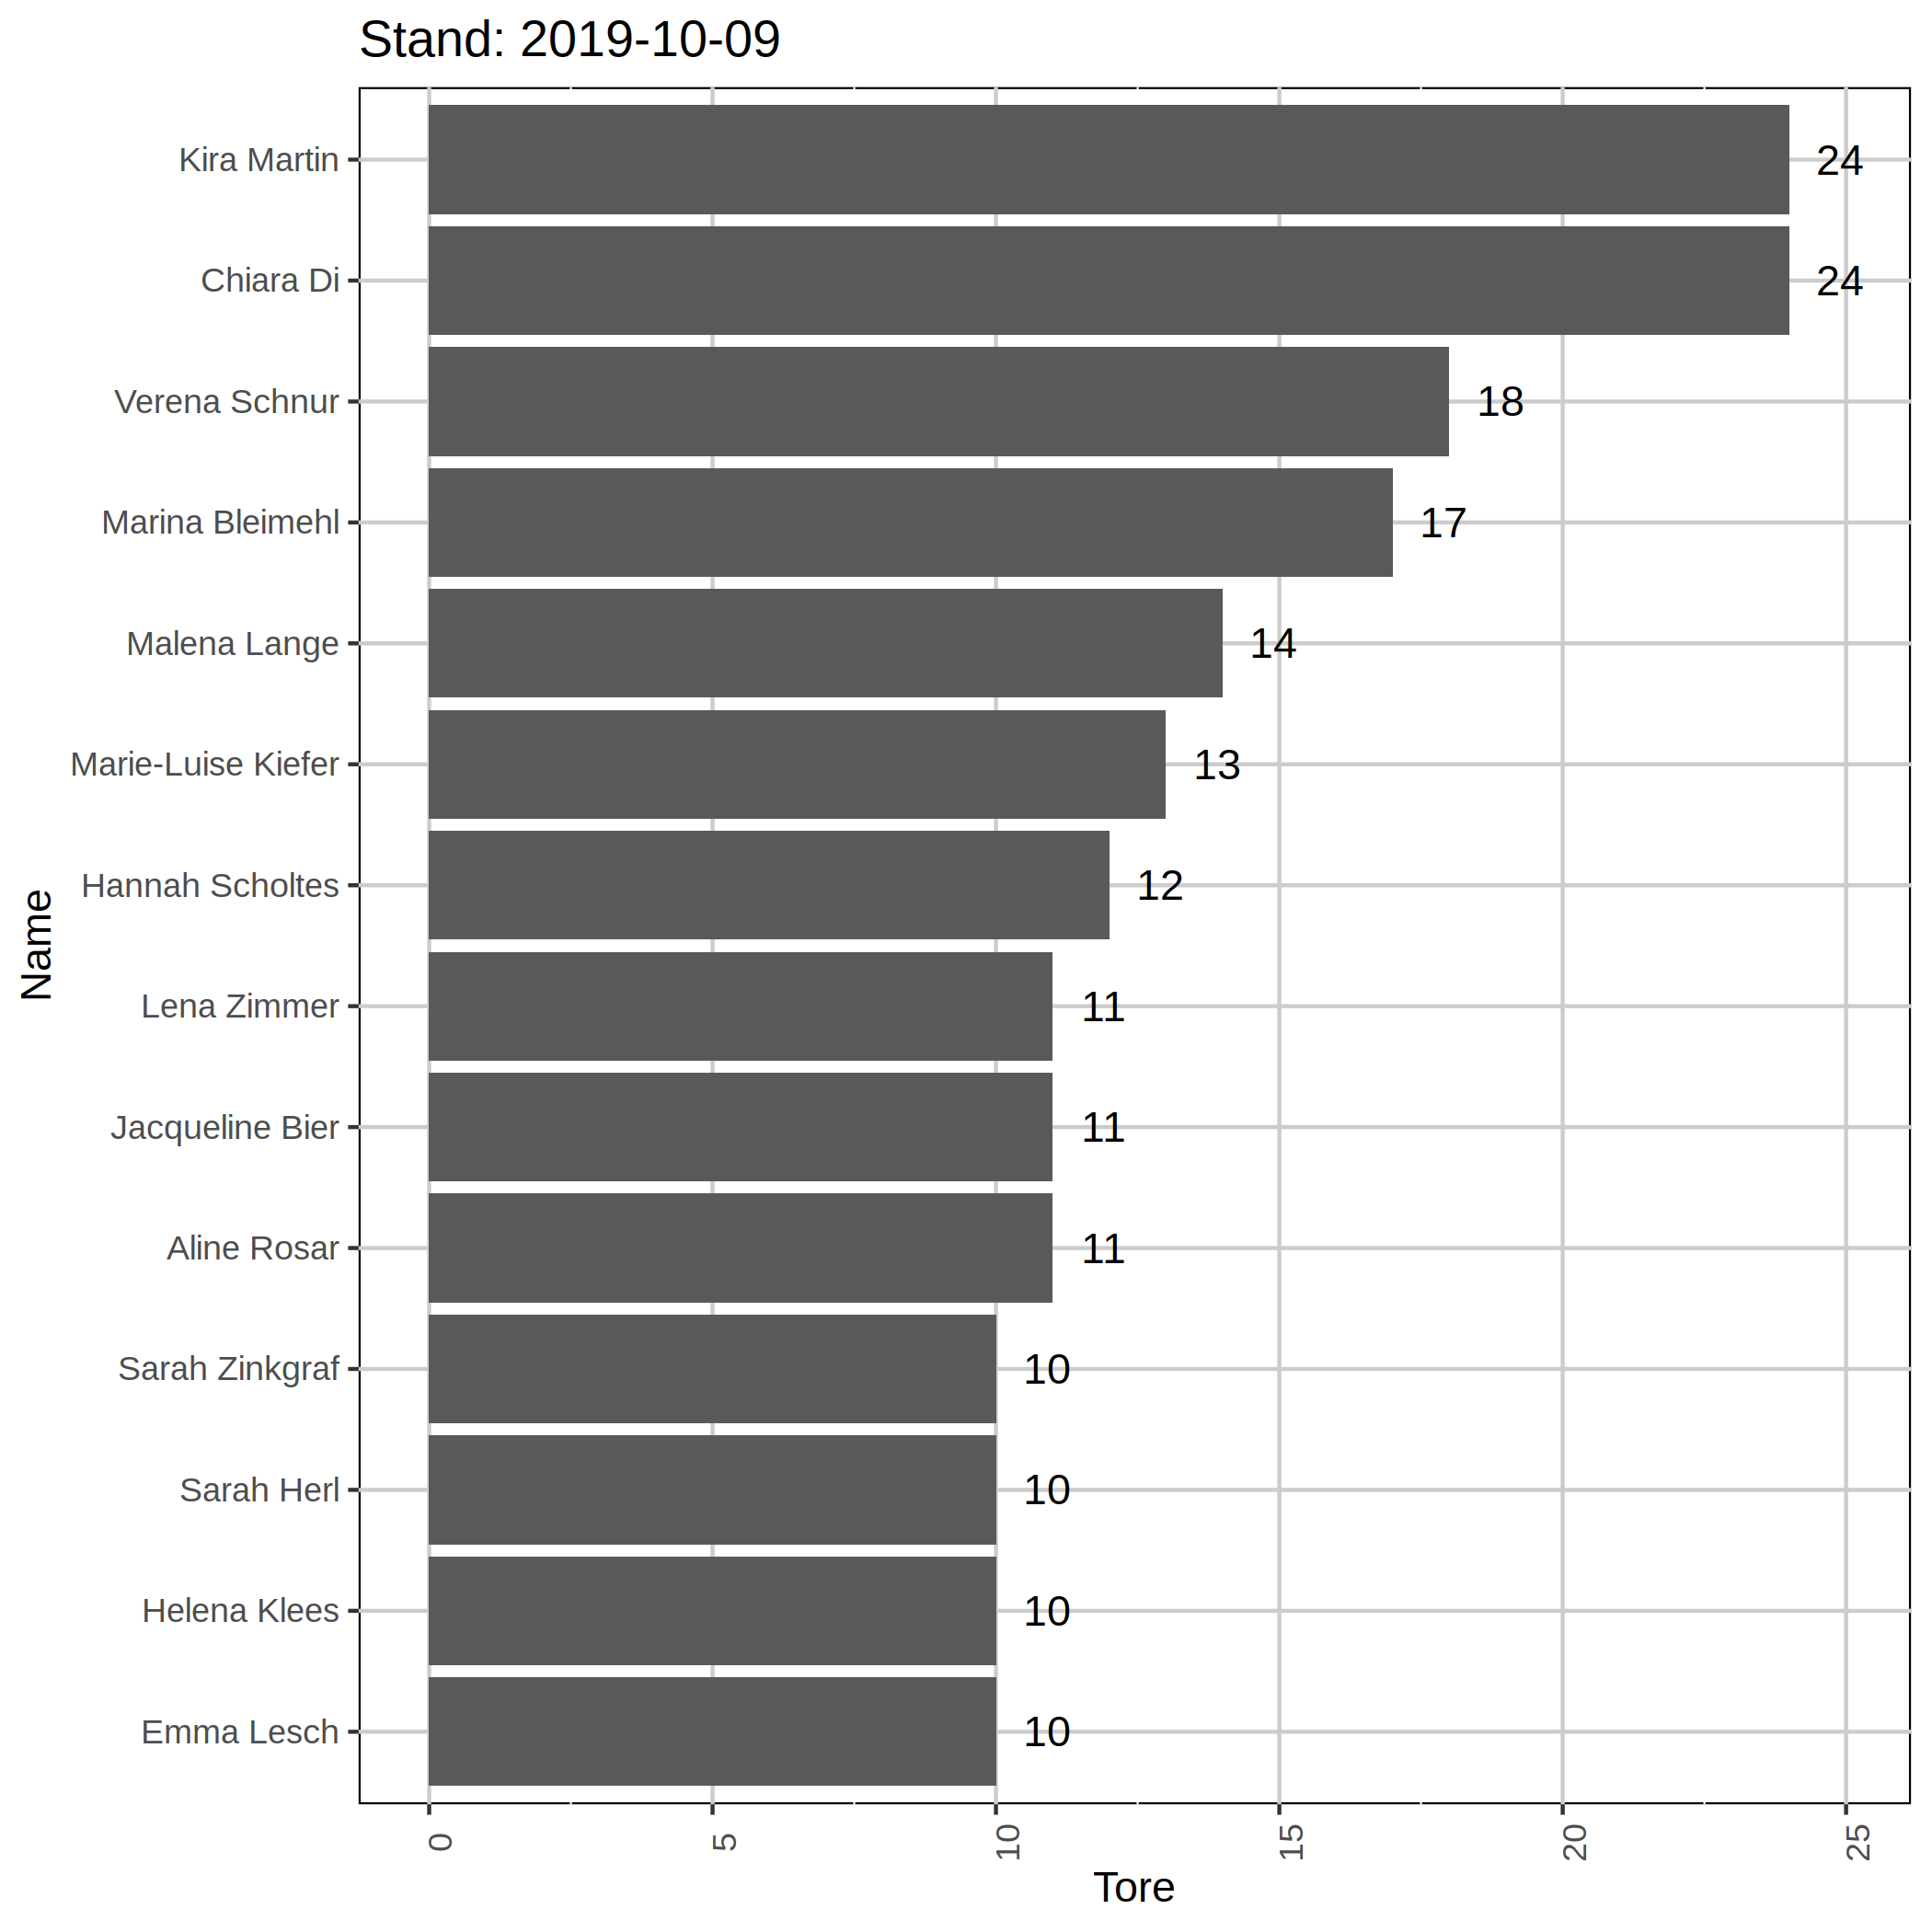 Stand: 2019-10-09
Kira Martin 24
Chiara Di 24
Verena Schnur 18
Marina Bleimehl 17
Malena Lange 14
Marie-Luise Kiefer 13
Hannah Scholtes 12
Lena Zimmer 11
Jacqueline Bier 11
Aline Rosar 11
Sarah Zinkgraf 10
Sarah Herl 10
Helena Klees 10
Emma Lesch 10
Name
0 5 10 15 20 25
Tore